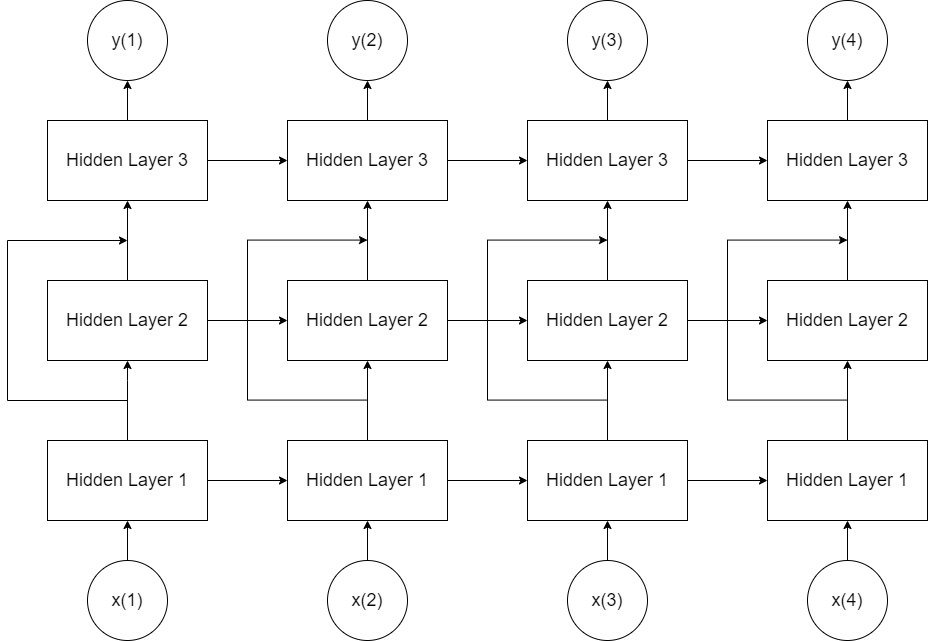 y(1) y(2) y(3) y(4)
Hidden Layer 3 Hidden Layer 3 Hidden Layer 3 Hidden Layer 3
Hidden Layer 2 Hidden Layer 2 Hidden Layer 2 Hidden Layer 2
Hidden Layer 1 Hidden Layer 1 Hidden Layer 1 Hidden Layer 1
x(1) x(2) x(3) x(4)